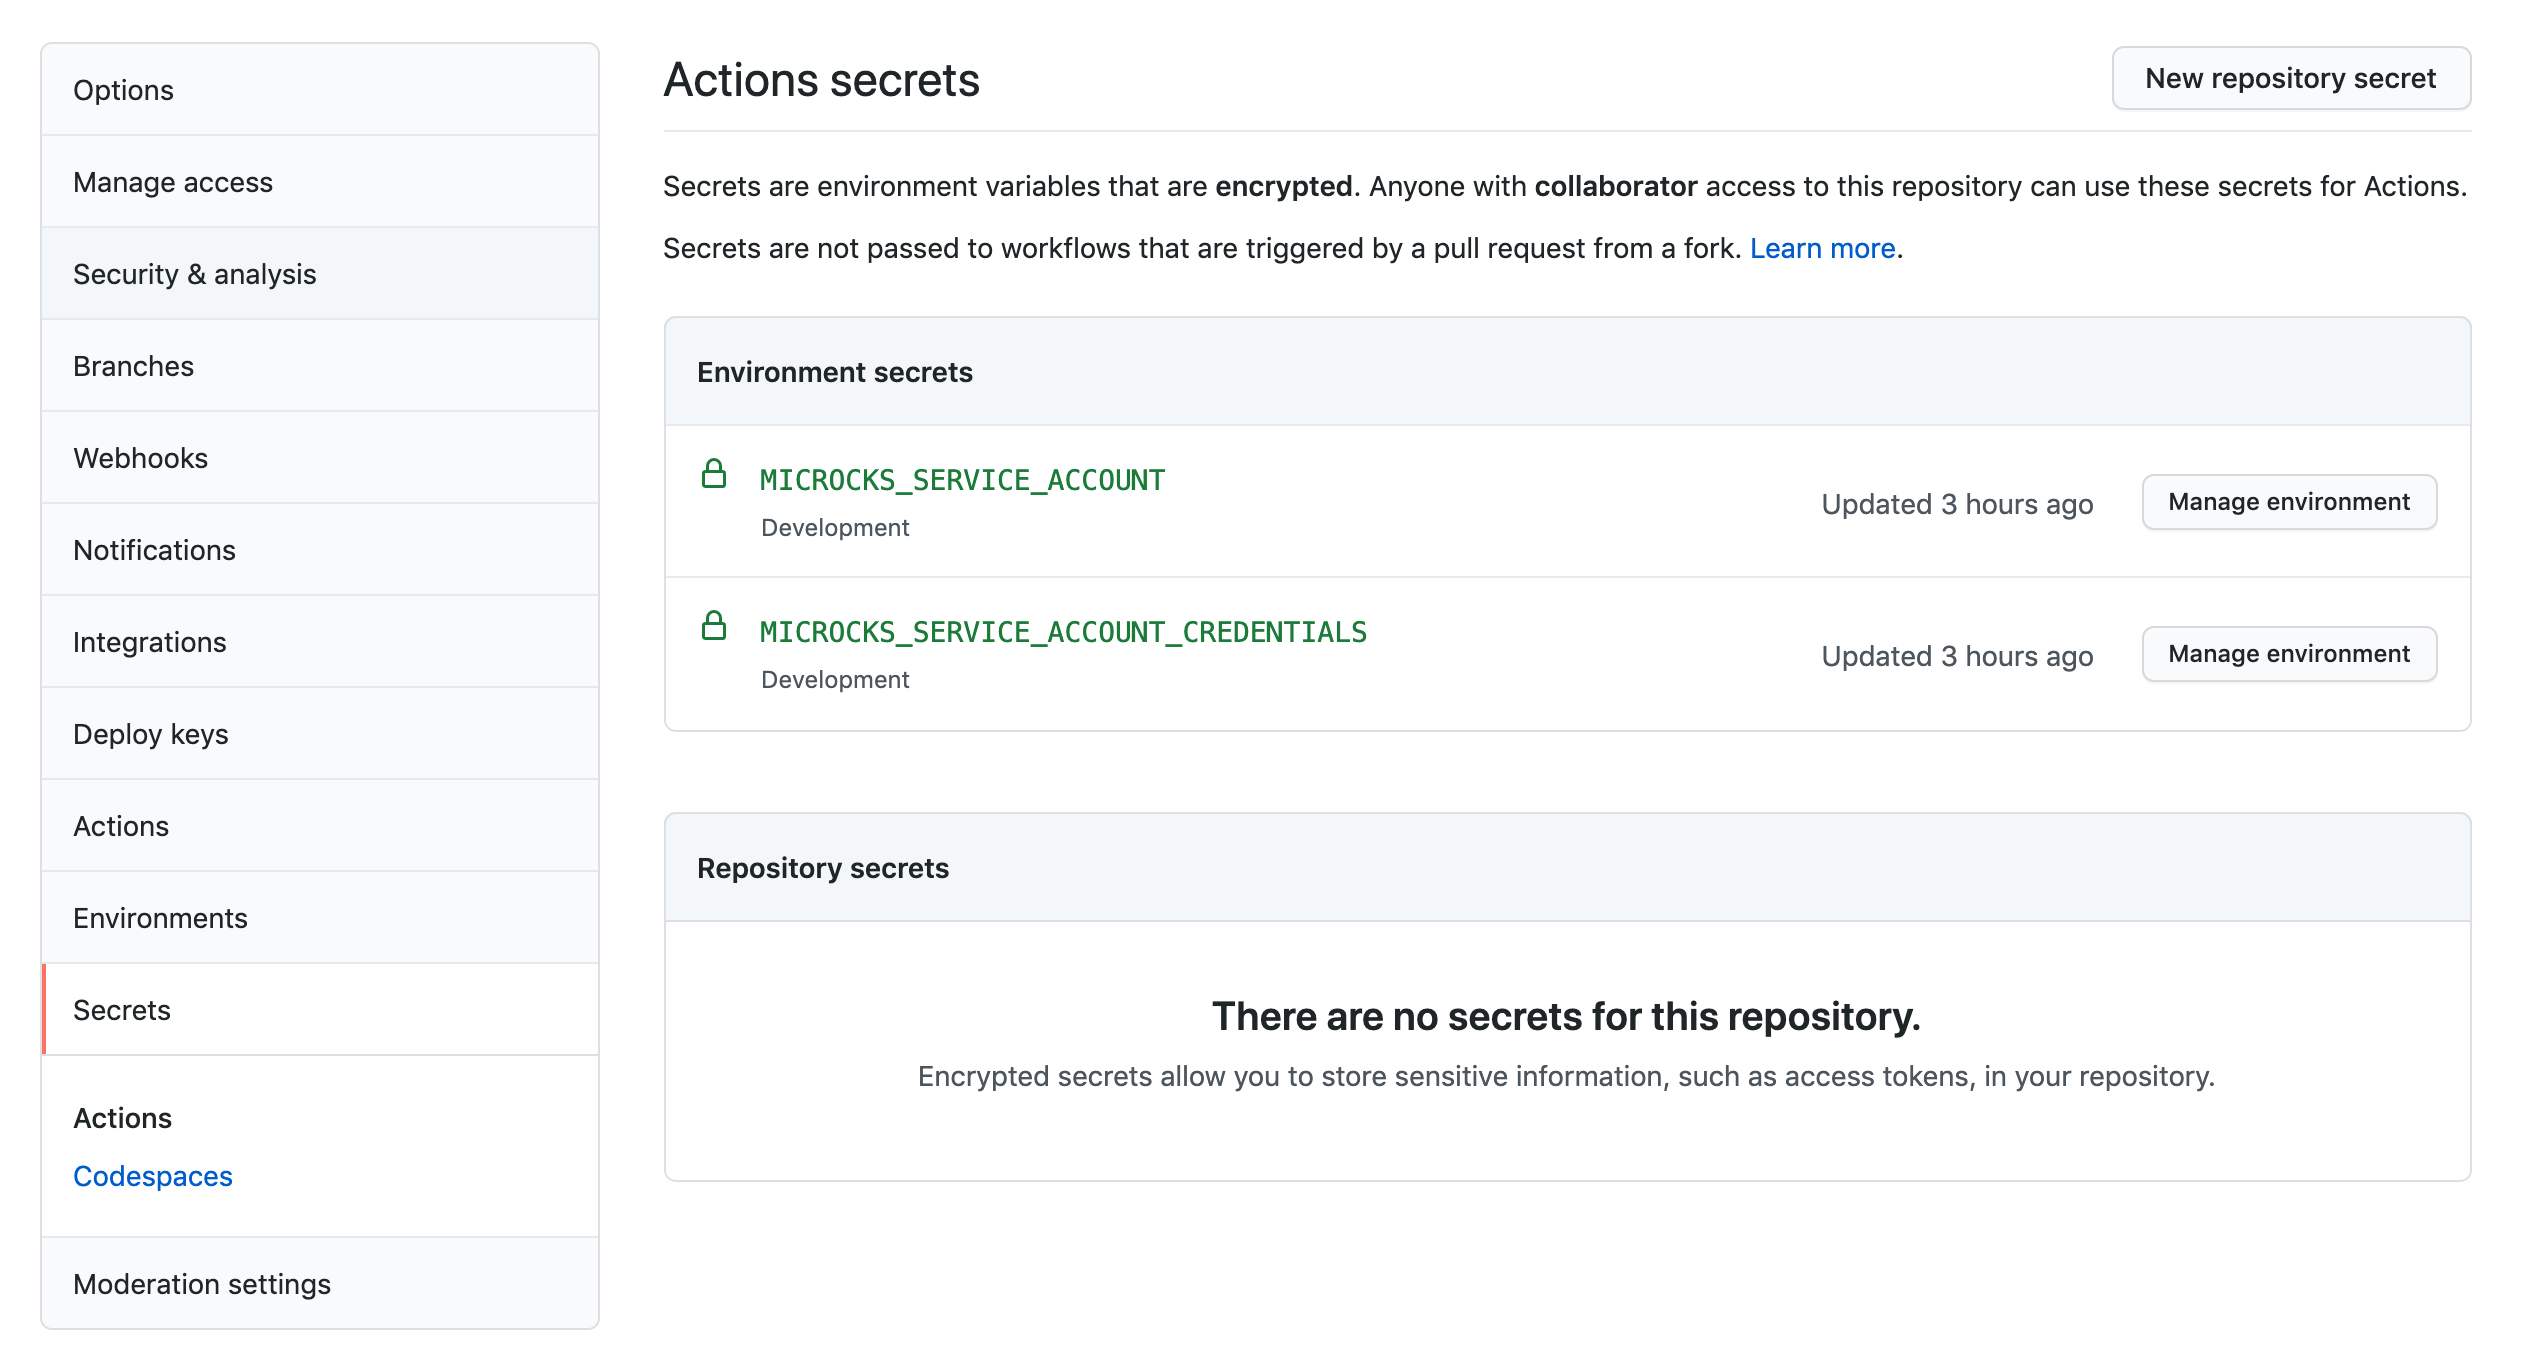 Options
Manage access
Security & analysis
Branches
Webhooks
Notifications
Integrations
Deploy keys
Actions
Environments
Secrets
Actions
Codespaces
Moderation settings
Actions secrets
New repository secret
Secrets are environment variables that are encrypted. Anyone with collaborator access to this repository can use these secrets for Actions.
Secrets are not passed to workflows that are triggered by a pull request from a fork. Learn more.
Environment secrets
MICROCKS_SERVICE_ACCOUNT
Development
Updated 3 hours ago
Manage environment
MICROCKS_SERVICE_ACCOUNT_CREDENTIALS
Development
Updated 3 hours ago
Manage environment
Repository secrets
There are no secrets for this repository.
Encrypted secrets allow you to store sensitive information, such as access tokens, in your repository.